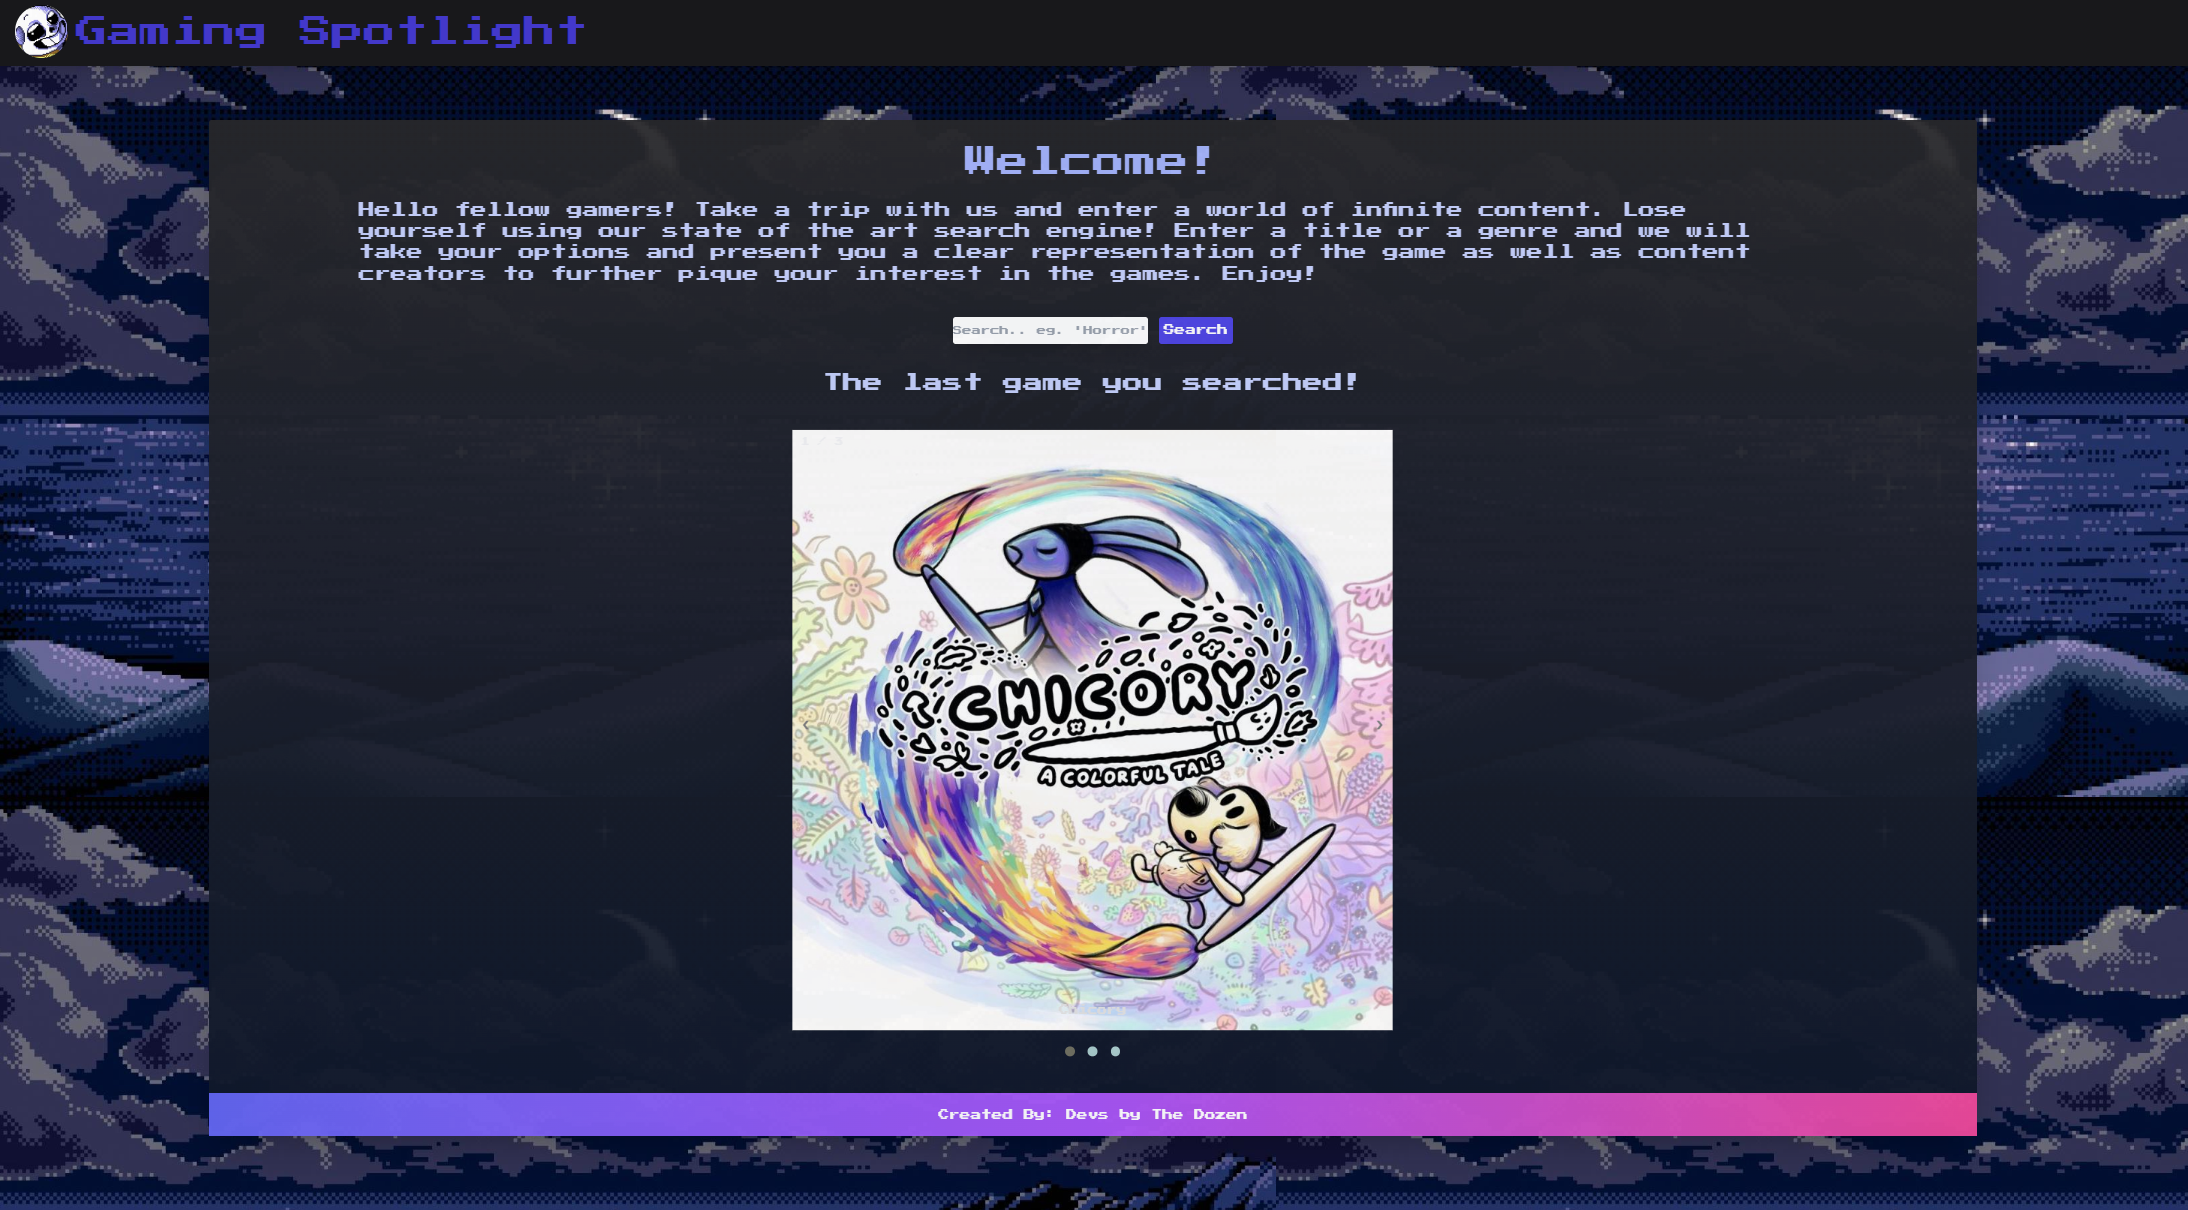 Gaming Spotlight
Welcome!
Hello fellow gamers! Take a trip with us and enter a world of infinite content. Lose
yourself using our state of the art search engine! Enter a title or a genre and we will
take your options and present you a clear representation of the game as well as content
creators to further pique your interest in the games. Enjoy!
Search.. eg. 'Horror' Search
The last game you searched!
1 / 3
CHICORY
A COLORFUL TALE
Created By: Devs by The Dozen